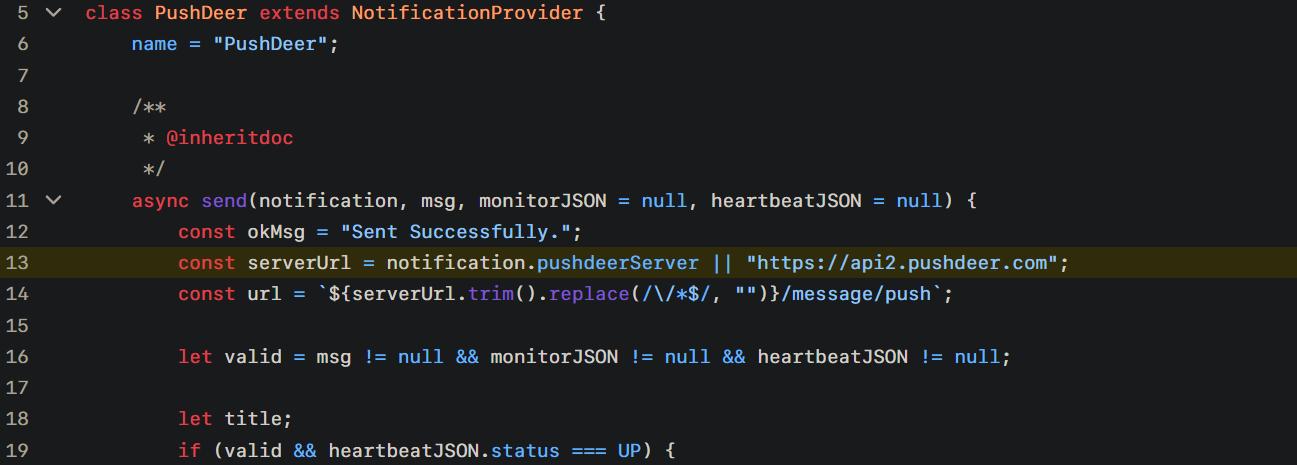 5 class PushDeer extends NotificationProvider {
6 name = "PushDeer";
7
8 /**
9 * @inheritdoc
10 */
11 async send(notification, msg, monitorJSON = null, heartbeatJSON = null) {
12 const okMsg = "Sent Successfully.";
13 const serverUrl = notification.pushdeerServer || "https://api2.pushdeer.com";
14 const url = `${serverUrl.trim().replace(/\/*$/, "")}/message/push`;
15
16 let valid = msg != null && monitorJSON != null && heartbeatJSON != null;
17
18 let title;
19 if (valid && heartbeatJSON.status === UP) {